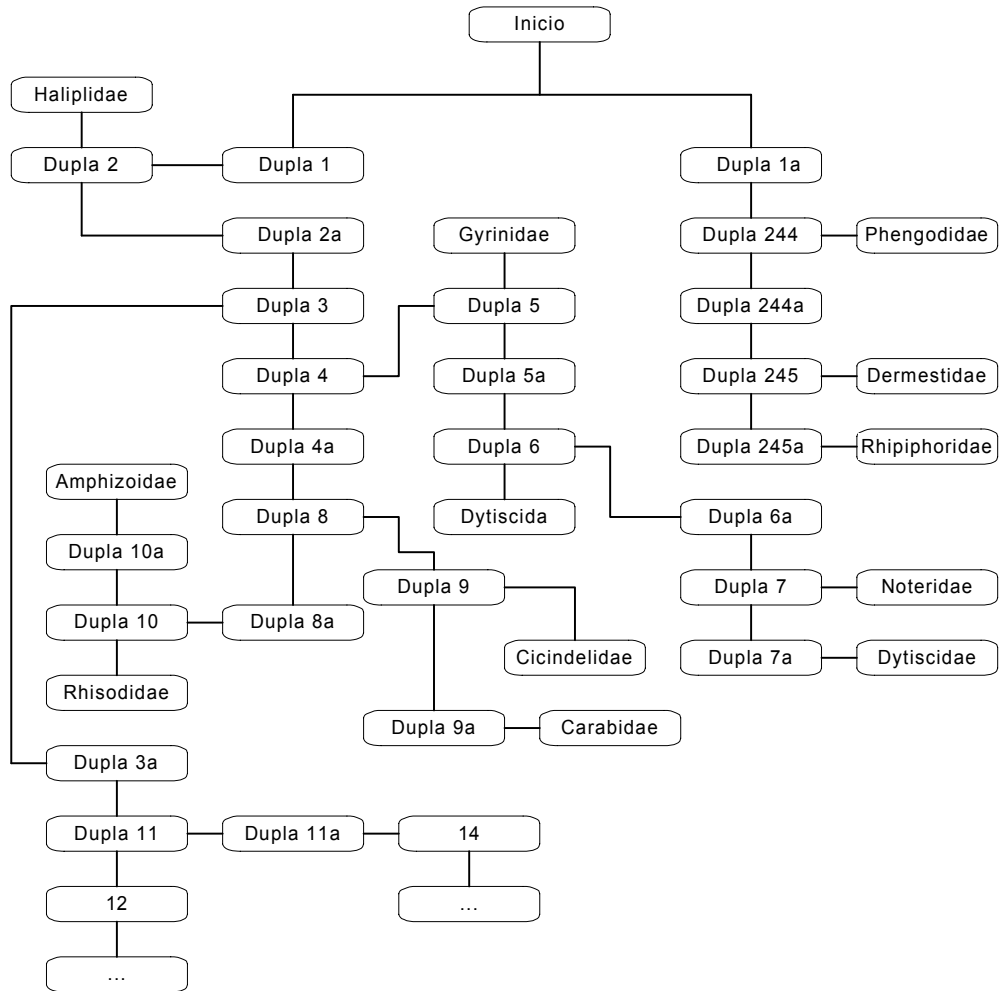 Inicio
Haliplidae
Dupla 2
Dupla 1
Dupla 1a
Dupla 2a
Gyrinidae
Dupla 244
Phengodidae
Dupla 3
Dupla 5
Dupla 244a
Dupla 4
Dupla 5a
Dupla 245
Dermestidae
Dupla 4a
Dupla 6
Dupla 245a
Rhipiphoridae
Amphizoidae
Dupla 8
Dytiscida
Dupla 6a
Dupla 10a
Dupla 9
Dupla 7
Noteridae
Dupla 10
Dupla 8a
Cicindelidae
Dupla 7a
Dytiscidae
Rhisodidae
Dupla 9a
Carabidae
Dupla 3a
Dupla 11
Dupla 11a
14
12
...
...